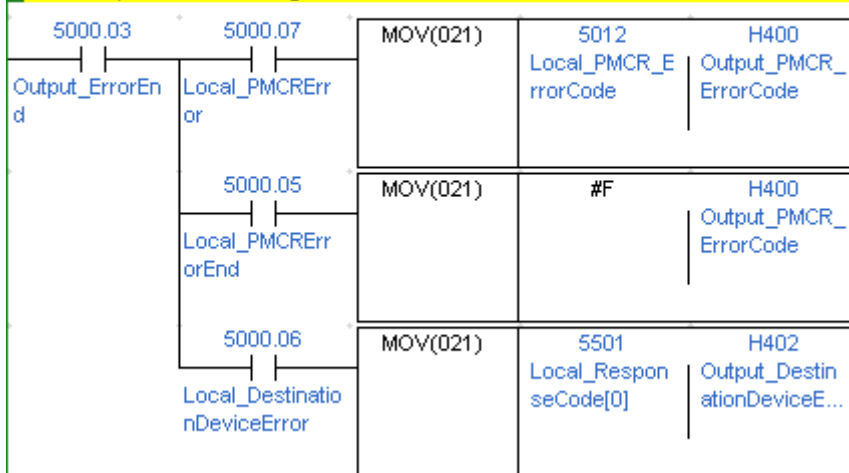 5000.03 5000.07 MOV(021) 5012 H400
Output_ErrorEn Local_PMCRErr Local_PMCR_E Output_PMCR_
d or rrorCode ErrorCode
5000.05 MOV(021) #F H400
Local_PMCRErr Output_PMCR_
orEnd ErrorCode
5000.06 MOV(021) 5501 H402
Local_Destinatio Local_Respon Output_Destin
nDeviceError seCode[0] ationDeviceE...